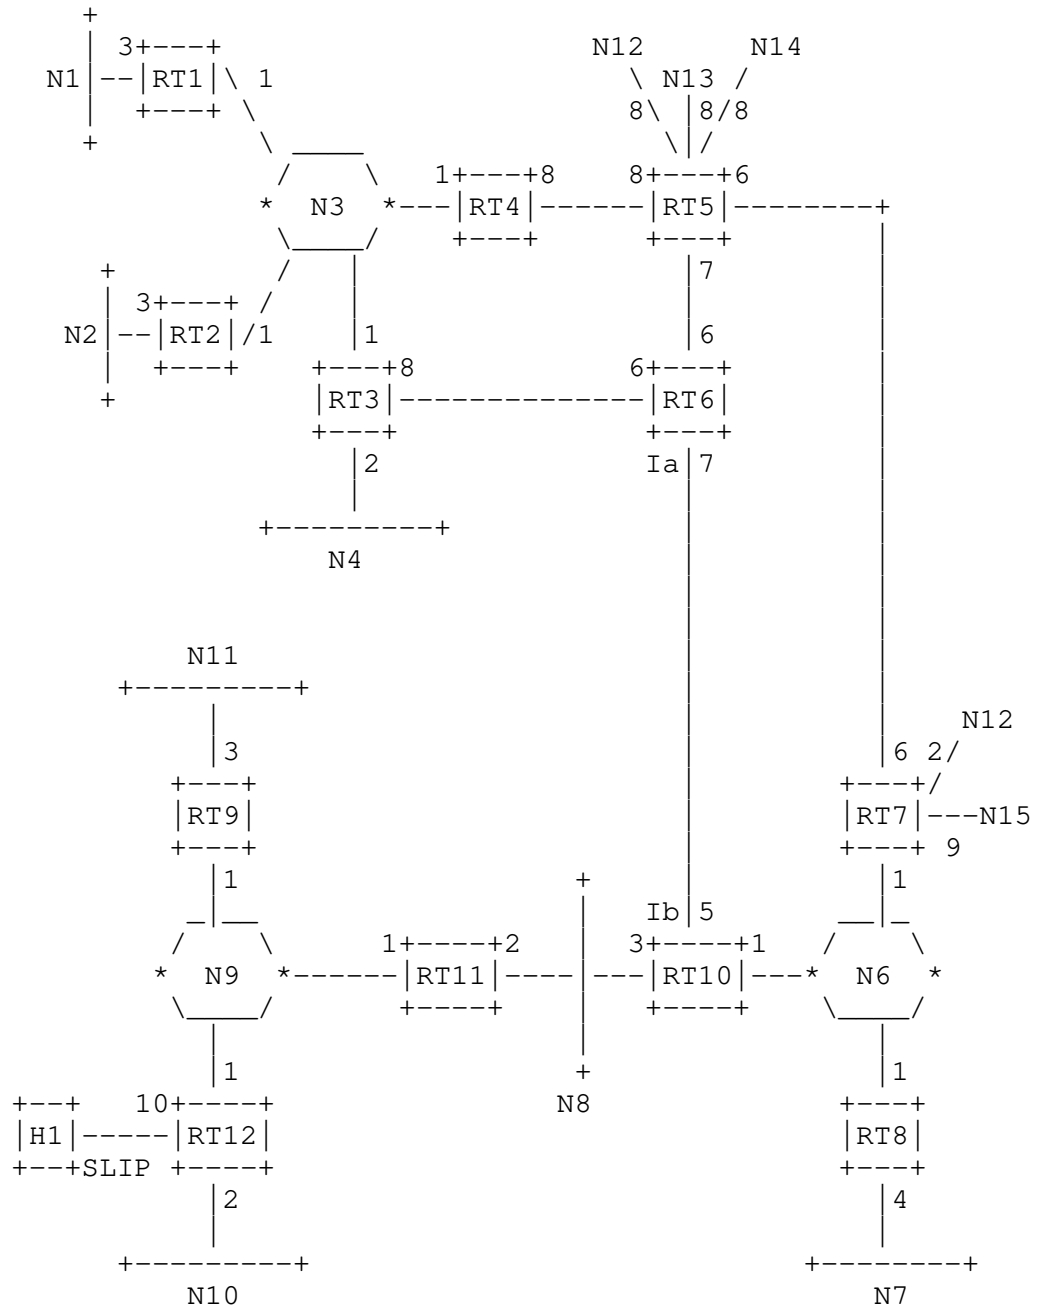 3
N12 N14
N1 RT1 1 N13
8 8 8
1 8 8 6
N3 RT4 RT5
7
3
N2 RT2 1 1 6
8 6
RT3 RT6
2 Ia 7
N4
N11
N12
3 6 2
RT9 RT7 N15
9
1 1
Ib 5
1 2 3 1
N9 RT11 RT10 N6
1 1
10 N8
H1 RT12 RT8
SLIP
2 4
N10 N7